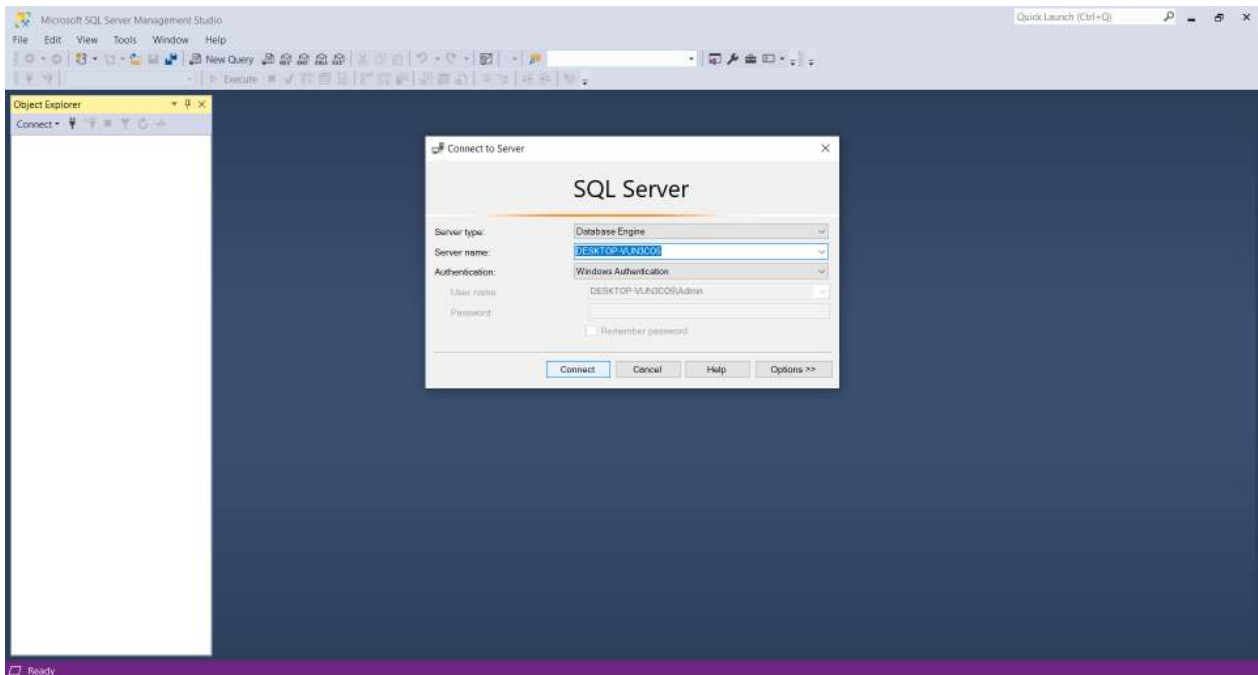 Microsoft SQL Server Management Studio
Quick Launch (Ctrl+Q)
File Edit View Tools Window Help
New Query
Execute
Object Explorer
Connect
Connect to Server
SQL Server
Server type: Database Engine
Server name: DESKTOP-VUN3COS
Authentication: Windows Authentication
User name: DESKTOP-VUN3COS\Admin
Password:
Remember password
Connect Cancel Help Options >>
Ready